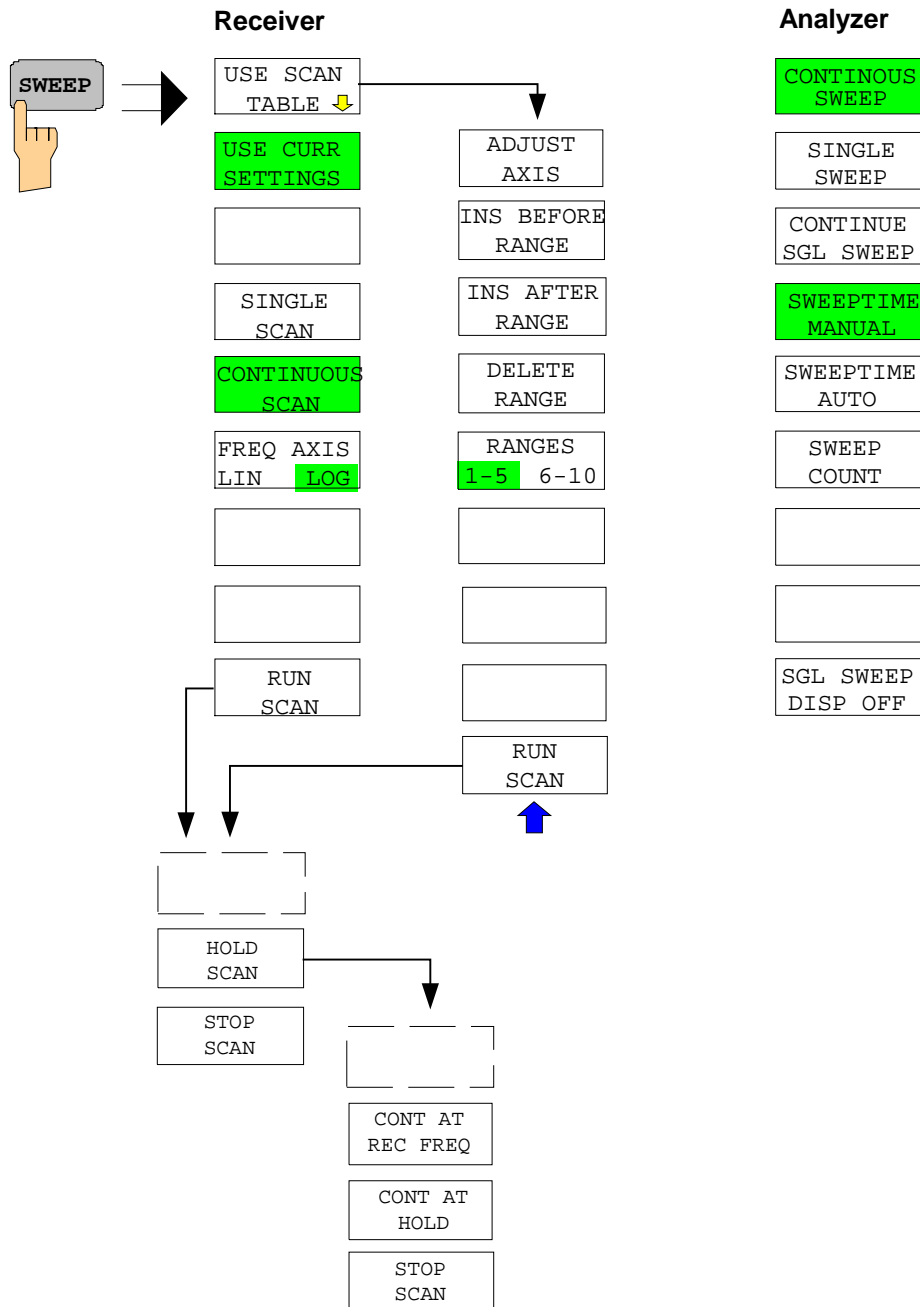 Receiver
Analyzer
SWEEP
USE SCAN
TABLE
USE CURR
SETTINGS
SINGLE
SCAN
CONTINUOUS
SCAN
FREQ AXIS
LIN LOG
RUN
SCAN
ADJUST
AXIS
INS BEFORE
RANGE
INS AFTER
RANGE
DELETE
RANGE
RANGES
1-5 6-10
RUN
SCAN
HOLD
SCAN
STOP
SCAN
CONT AT
REC FREQ
CONT AT
HOLD
STOP
SCAN
CONTINOUS
SWEEP
SINGLE
SWEEP
CONTINUE
SGL SWEEP
SWEEPTIME
MANUAL
SWEEPTIME
AUTO
SWEEP
COUNT
SGL SWEEP
DISP OFF